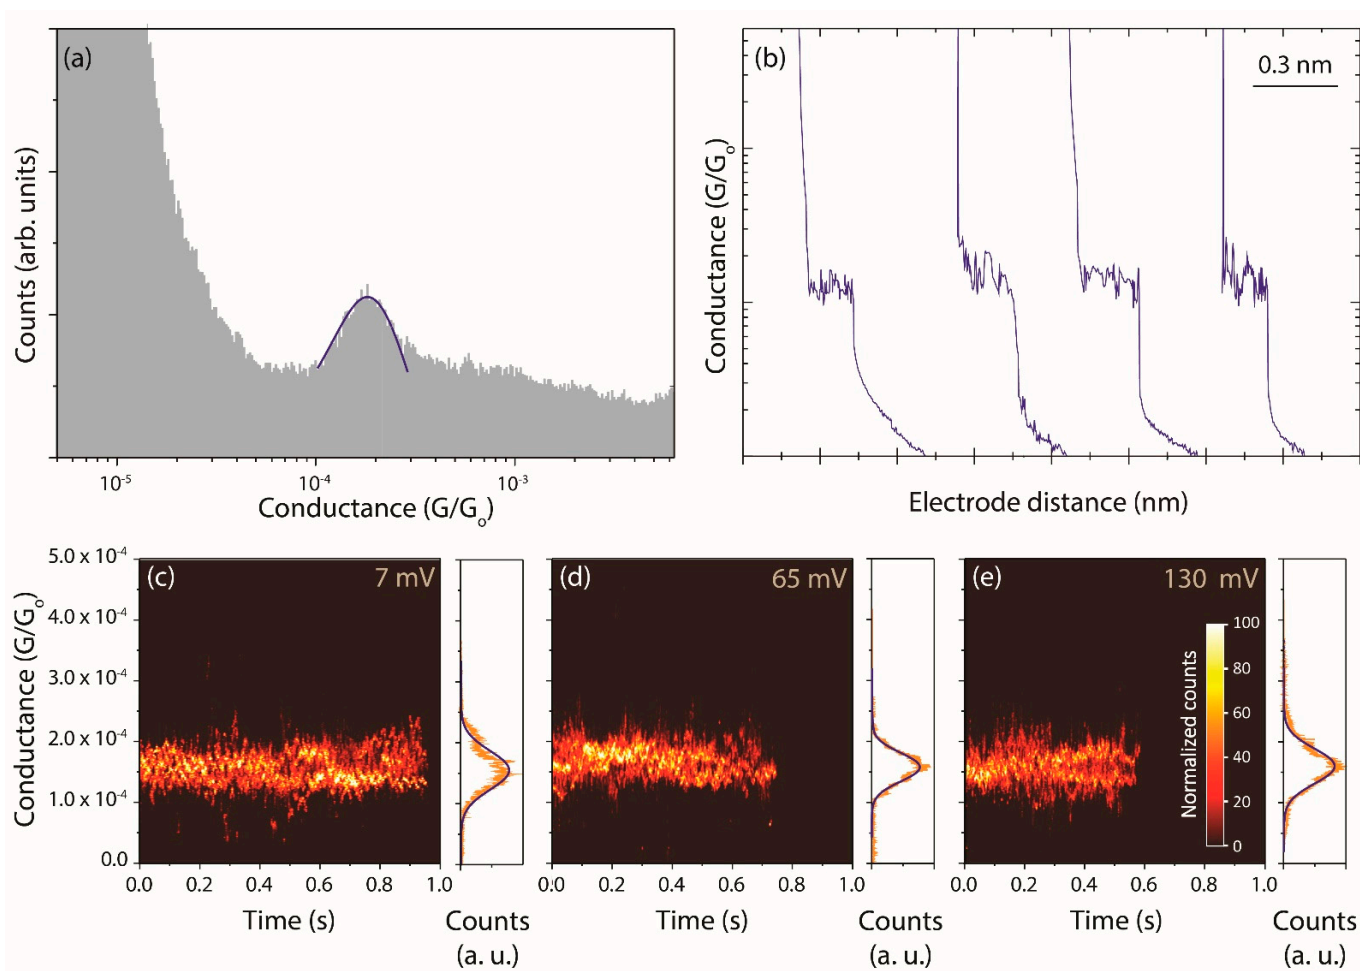 (a)
Counts (arb. units)
10⁻⁵
10⁻⁴
10⁻³
Conductance (G/G₀)
(b)
0.3 nm
Conductance (G/G₀)
Electrode distance (nm)
Conductance (G/G₀)
5.0 x 10⁻⁴
4.0 x 10⁻⁴
3.0 x 10⁻⁴
2.0 x 10⁻⁴
1.0 x 10⁻⁴
0.0
(c)
7 mV
0.0 0.2 0.4 0.6 0.8 1.0
Time (s)
Counts
(a. u.)
(d)
65 mV
0.0 0.2 0.4 0.6 0.8 1.0
Time (s)
Counts
(a. u.)
(e)
130 mV
Normalized counts
100
80
60
40
20
0
0.0 0.2 0.4 0.6 0.8 1.0
Time (s)
Counts
(a. u.)